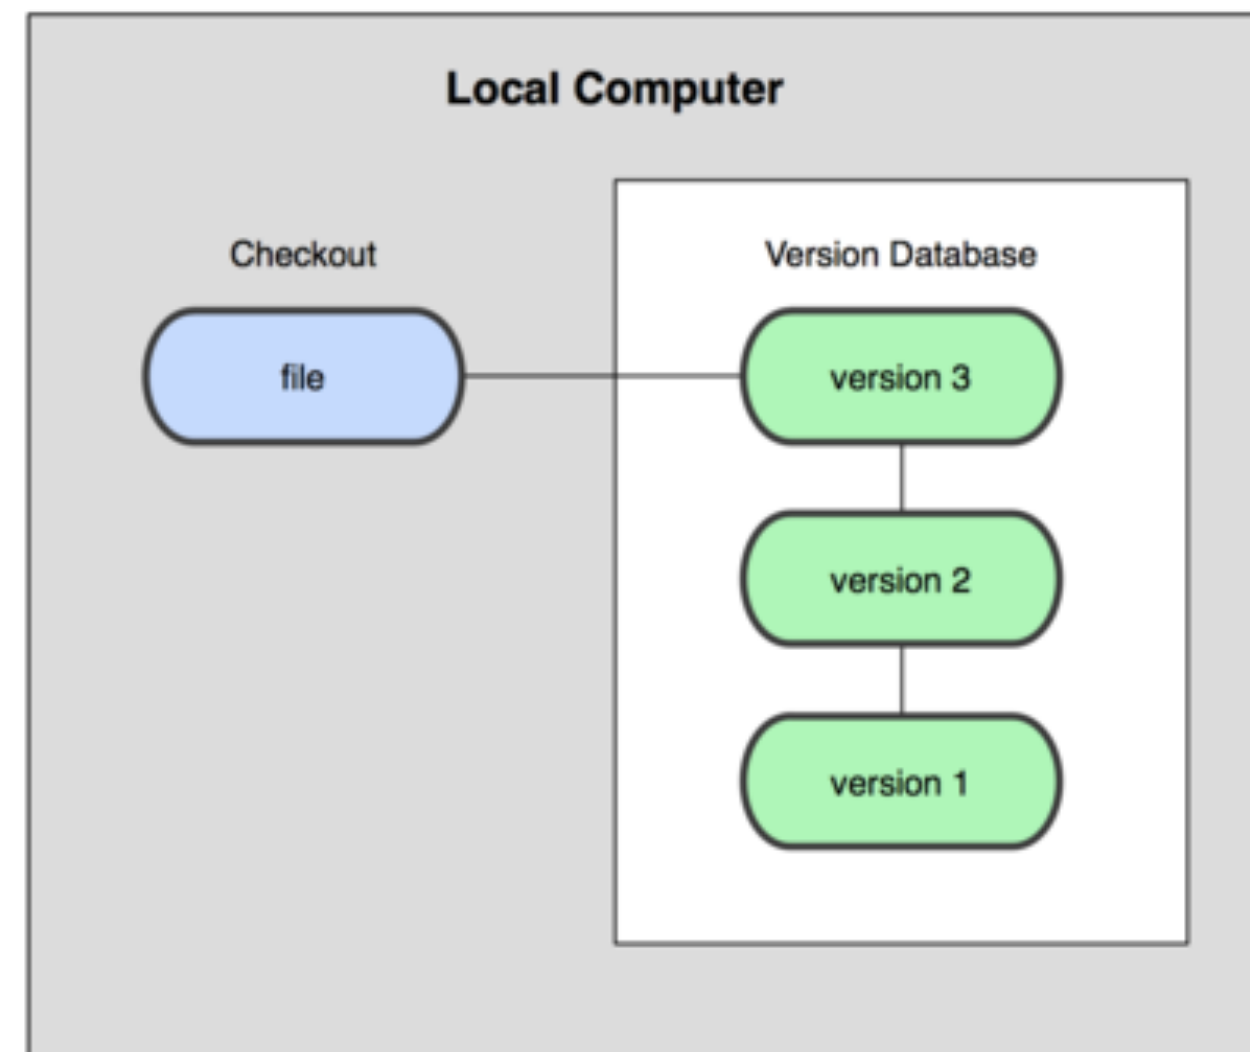 Local Computer
Checkout
Version Database
file
version 3
version 2
version 1